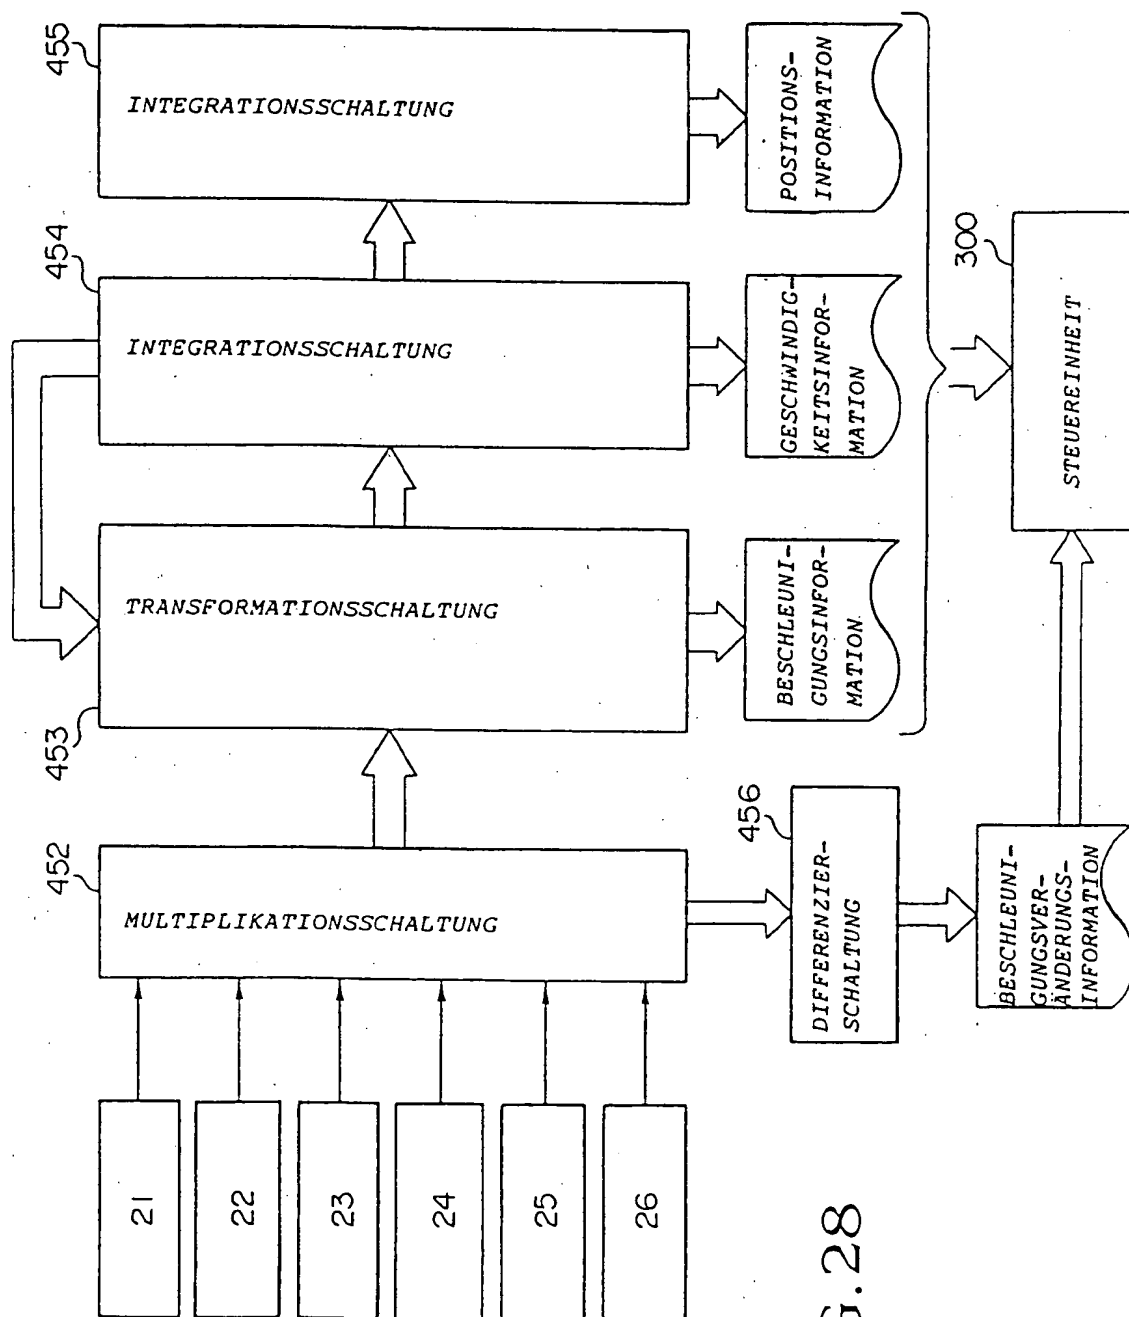 21
22
23
24
25
26
452
MULTIPLIKATIONSSCHALTUNG
453
TRANSFORMATIONSSCHALTUNG
454
INTEGRATIONSSCHALTUNG
455
INTEGRATIONSSCHALTUNG
456
DIFFERENZIER-
SCHALTUNG
BESCHLEUNI-
GUNGSINFOR-
MATION
GESCHWINDIG-
KEITSINFOR-
MATION
POSITIONS-
INFORMATION
BESCHLEUNI-
GUNGSVER-
ÄNDERUNGS-
INFORMATION
300
STEUEREINHEIT
G.28